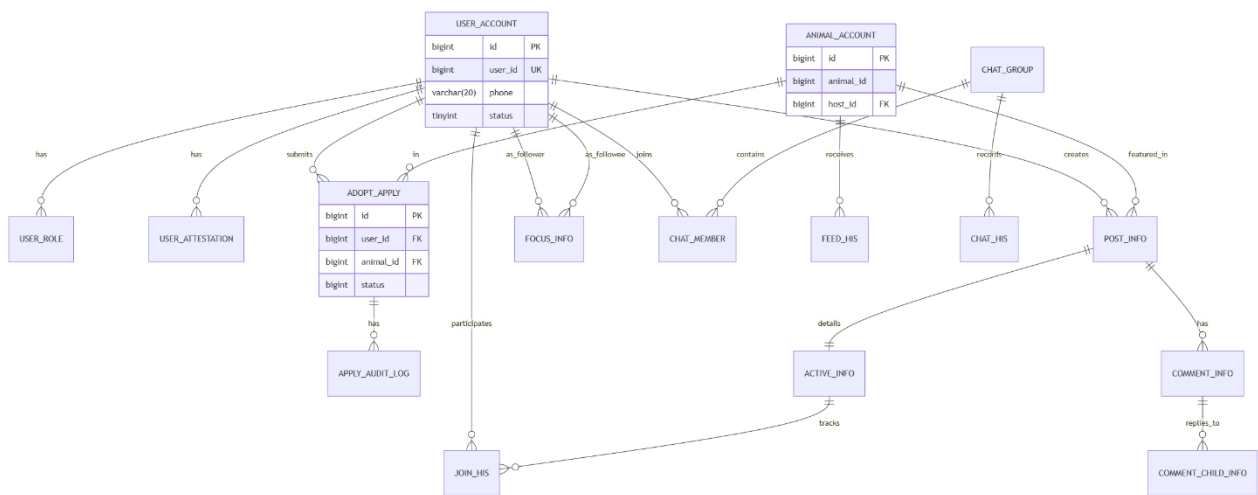 USER_ACCOUNT
bigint id PK
bigint user_id UK
varchar(20) phone
tinyint status
ANIMAL_ACCOUNT
bigint id PK
bigint animal_id
bigint host_id FK
CHAT_GROUP
has
has
submits
in
as_follower
as_followee
joins
contains
receives
records
creates
featured_in
USER_ROLE
USER_ATTESTATION
ADOPT_APPLY
bigint id PK
bigint user_id FK
bigint animal_id FK
bigint status
FOCUS_INFO
CHAT_MEMBER
FEED_HIS
CHAT_HIS
POST_INFO
has
participates
details
has
APPLY_AUDIT_LOG
ACTIVE_INFO
COMMENT_INFO
tracks
replies_to
JOIN_HIS
COMMENT_CHILD_INFO